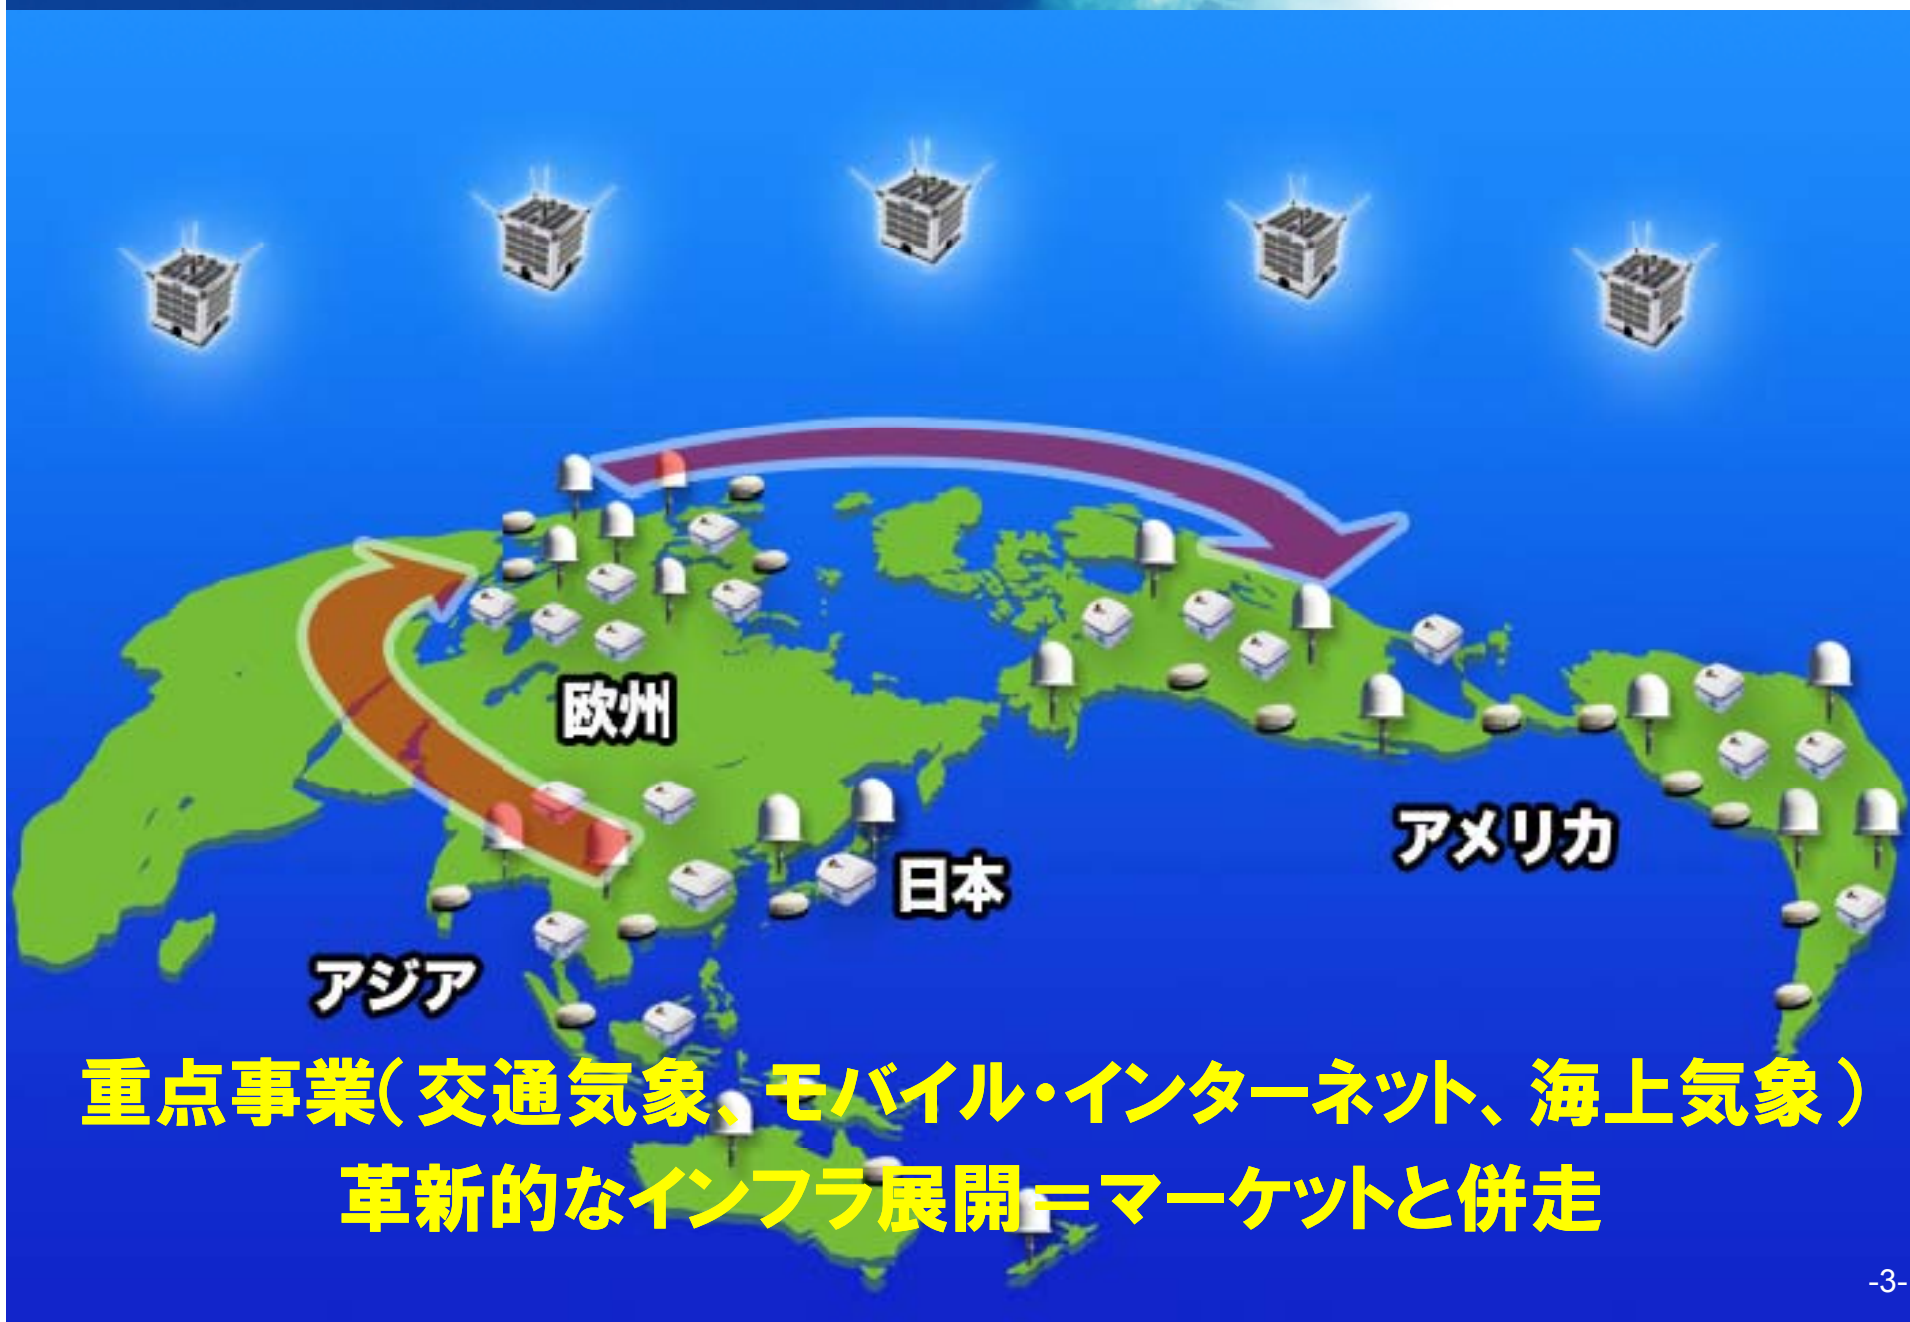 欧州
アメリカ
日本
アジア
重点事業(交通気象、モバイル・インターネット、海上気象)
革新的なインフラ展開=マーケットと併走
-3-